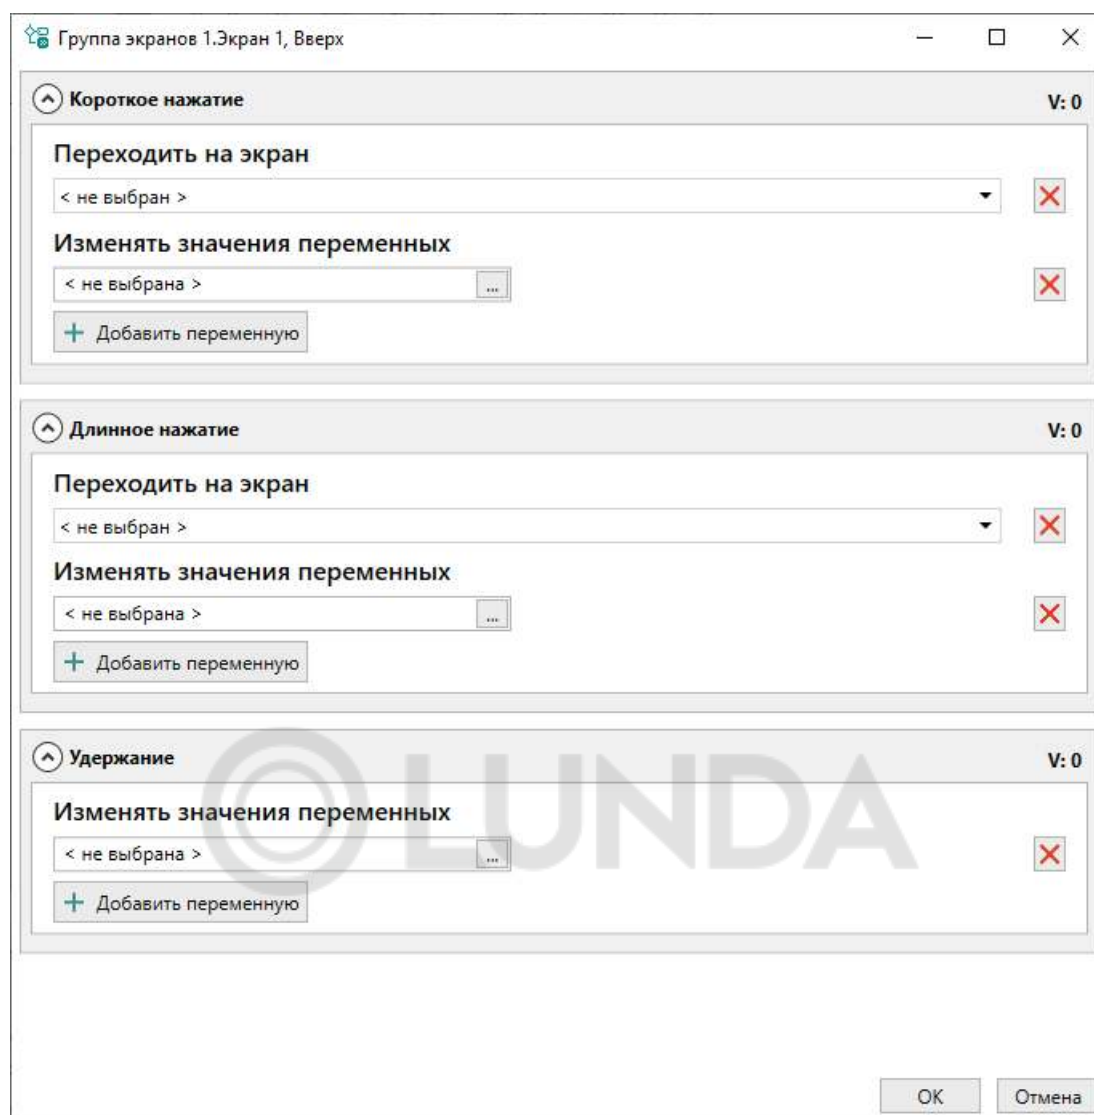 Группа экранов 1.Экран 1, Вверх
Короткое нажатие V: 0
Переходить на экран
< не выбран >
Изменять значения переменных
< не выбрана > ...
+ Добавить переменную
Длинное нажатие V: 0
Переходить на экран
< не выбран >
Изменять значения переменных
< не выбрана > ...
+ Добавить переменную
Удержание V: 0
Изменять значения переменных
< не выбрана > ...
+ Добавить переменную
LUNDA
OK Отмена